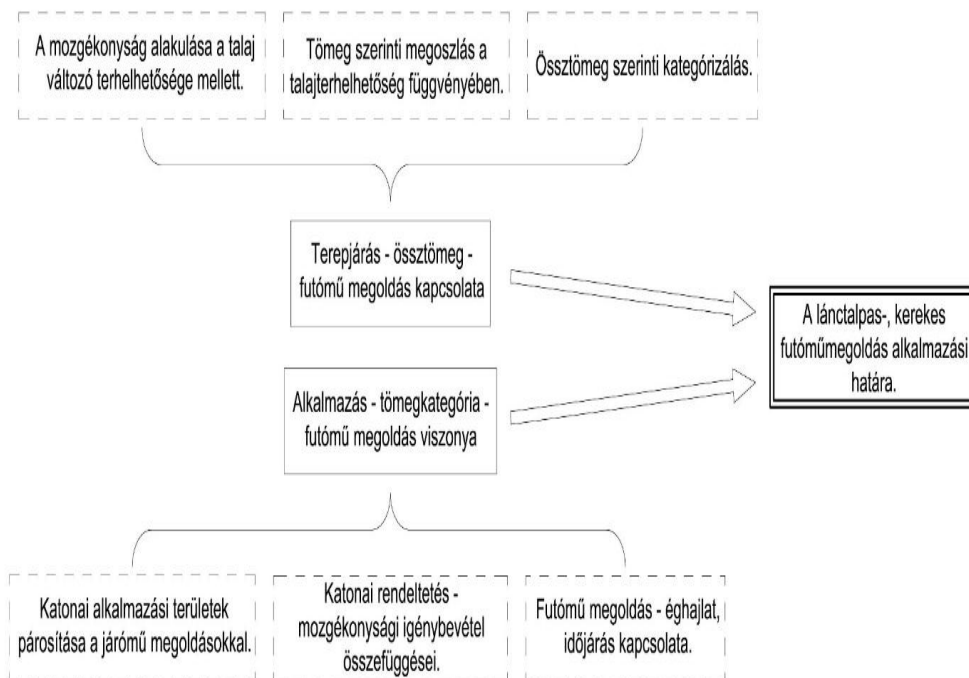 A mozgékonyság alakulása a talaj
változó terhelhetősége mellett.
Tömeg szerinti megoszlás a
talajterhelhetőség függvényében.
Össztömeg szerinti kategórizálás.
Terepjárás - össztömeg -
futómű megoldás kapcsolata
A lánctalpas-, kerekes
futóműmegoldás alkalmazási
határa.
Alkalmazás - tömegkategória -
futómű megoldás viszonya
Katonai alkalmazási területek
párosítása a járómű megoldásokkal.
Katonai rendeltetés -
mozgékonysági igénybevétel
összefüggései.
Futómű megoldás - éghajlat,
időjárás kapcsolata.